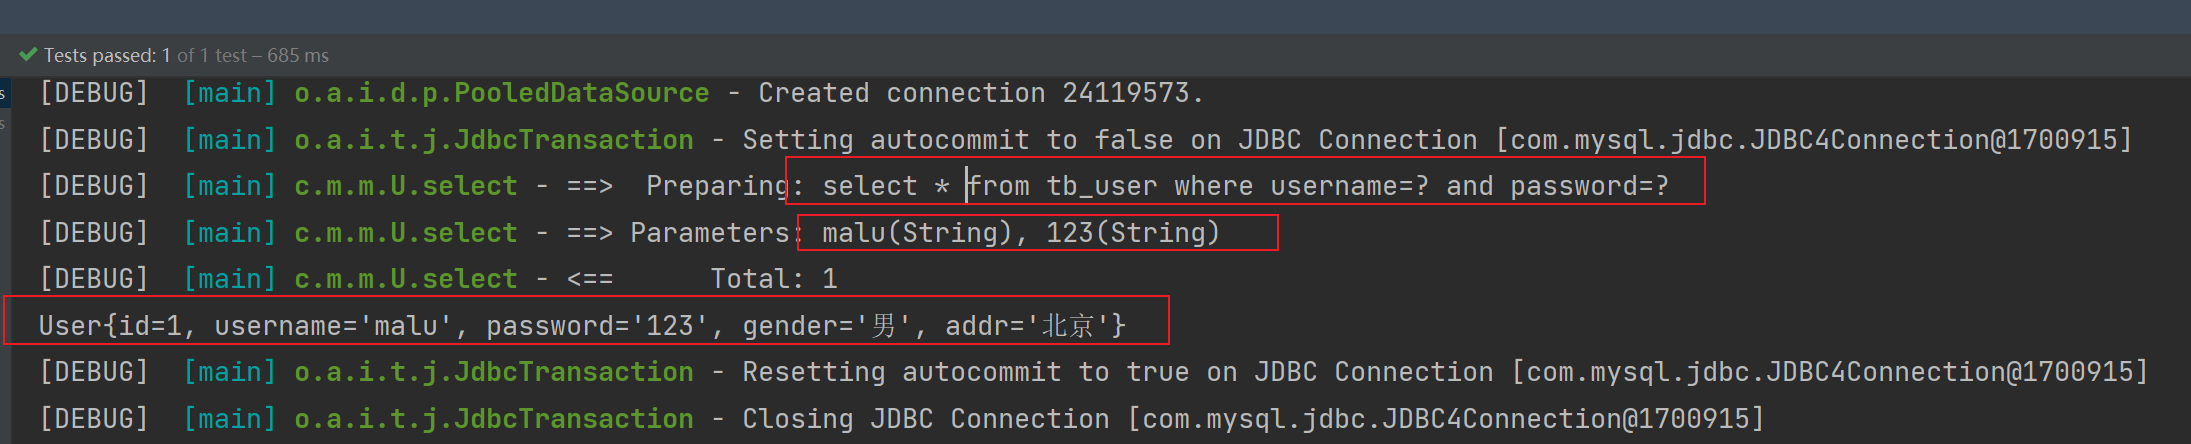 Tests passed: 1 of 1 test – 685 ms
s
[DEBUG] [main] o.a.i.d.p.PooledDataSource - Created connection 24119573.
s
[DEBUG] [main] o.a.i.t.j.JdbcTransaction - Setting autocommit to false on JDBC Connection [com.mysql.jdbc.JDBC4Connection@1700915]
[DEBUG] [main] c.m.m.U.select - ==>  Preparing: select * from tb_user where username=? and password=?
[DEBUG] [main] c.m.m.U.select - ==> Parameters: malu(String), 123(String)
[DEBUG] [main] c.m.m.U.select - <==      Total: 1
User{id=1, username='malu', password='123', gender='男', addr='北京'}
[DEBUG] [main] o.a.i.t.j.JdbcTransaction - Resetting autocommit to true on JDBC Connection [com.mysql.jdbc.JDBC4Connection@1700915]
[DEBUG] [main] o.a.i.t.j.JdbcTransaction - Closing JDBC Connection [com.mysql.jdbc.JDBC4Connection@1700915]